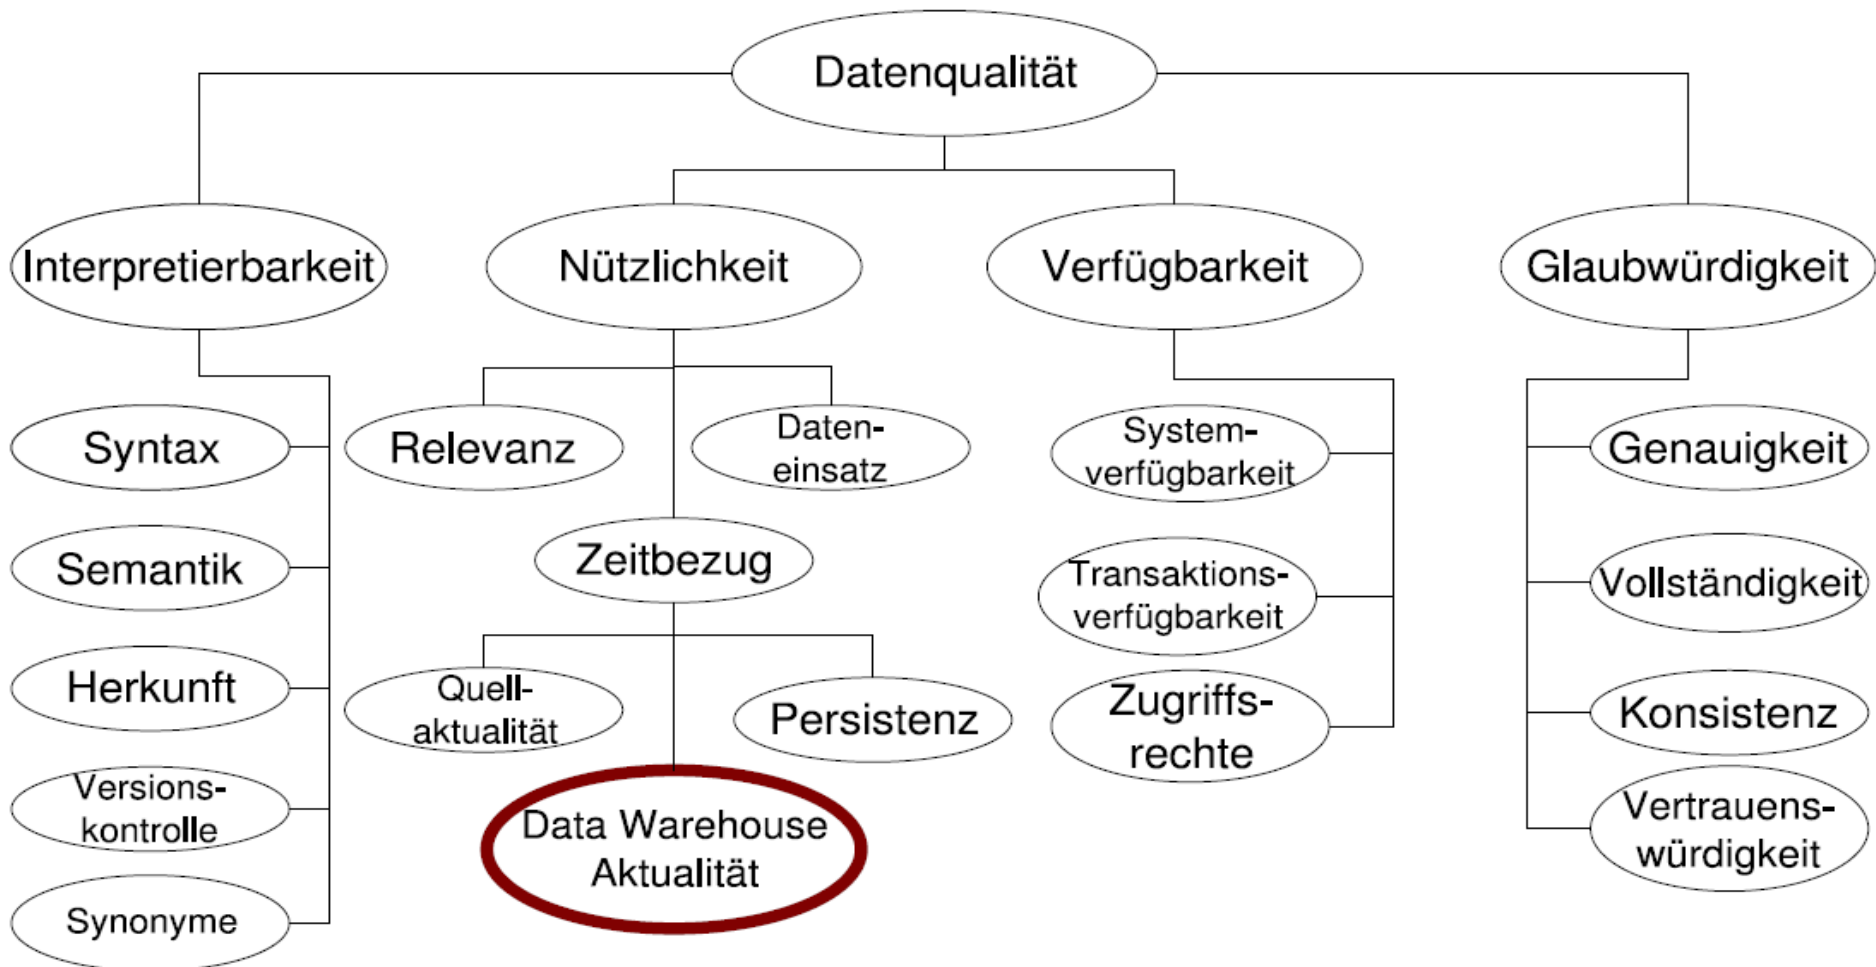 Datenqualität
Interpretierbarkeit
Nützlichkeit
Verfügbarkeit
Glaubwürdigkeit
Syntax
Semantik
Herkunft
Versions-
kontrolle
Synonyme
Relevanz
Daten-
einsatz
Zeitbezug
Quell-
aktualität
Persistenz
Data Warehouse
Aktualität
System-
verfügbarkeit
Transaktions-
verfügbarkeit
Zugriffs-
rechte
Genauigkeit
Vollständigkeit
Konsistenz
Vertrauens-
würdigkeit